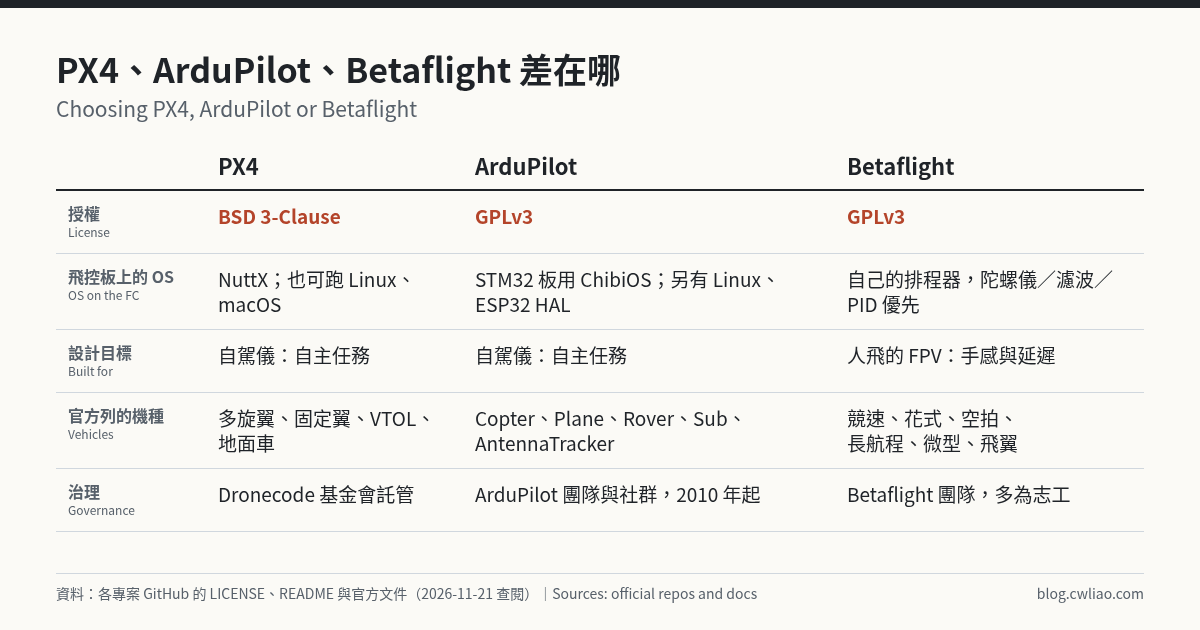 PX4、ArduPilot、Betaflight 差在哪
Choosing PX4, ArduPilot or Betaflight
PX4
ArduPilot
Betaflight
授權
License
BSD 3-Clause
GPLv3
GPLv3
飛控板上的 OS
OS on the FC
NuttX；也可跑 Linux、
macOS
STM32 板用 ChibiOS；另有 Linux、
ESP32 HAL
自己的排程器，陀螺儀／濾波／
PID 優先
設計目標
Built for
自駕儀：自主任務
自駕儀：自主任務
人飛的 FPV：手感與延遲
官方列的機種
Vehicles
多旋翼、固定翼、VTOL、
地面車
Copter、Plane、Rover、Sub、
AntennaTracker
競速、花式、空拍、
長航程、微型、飛翼
治理
Governance
Dronecode 基金會託管
ArduPilot 團隊與社群，2010 年起
Betaflight 團隊，多為志工
資料：各專案 GitHub 的 LICENSE、README 與官方文件（2026-11-21 查閱）｜Sources: official repos and docs
blog.cwliao.com